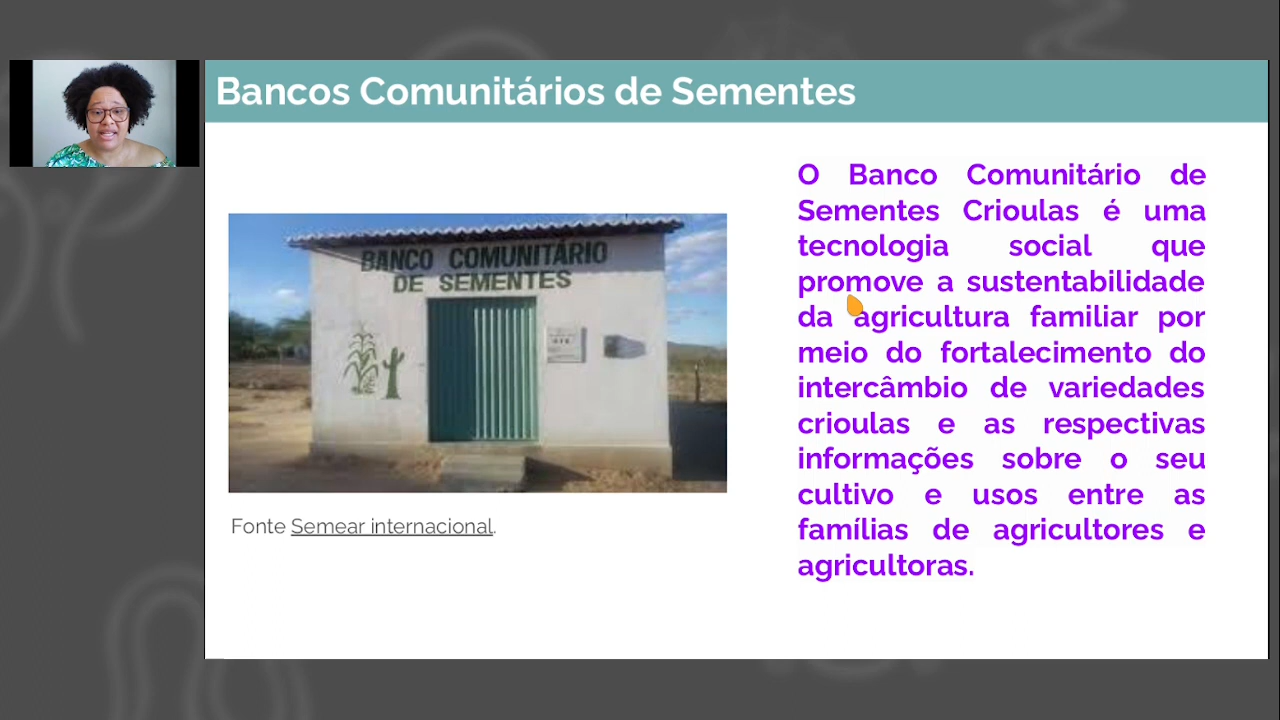 Bancos Comunitários de Sementes
BANCO COMUNITÁRIO
DE SEMENTES
Fonte Semear internacional.
O Banco Comunitário de
Sementes Crioulas é uma
tecnologia social que
promove a sustentabilidade
da agricultura familiar por
meio do fortalecimento do
intercâmbio de variedades
crioulas e as respectivas
informações sobre o seu
cultivo e usos entre as
famílias de agricultores e
agricultoras.